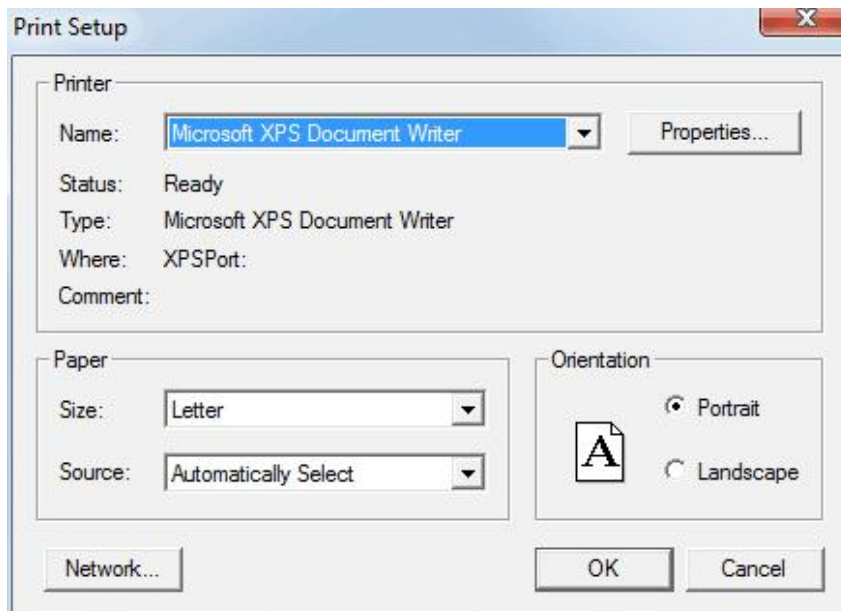 Print Setup
Printer
Name: Microsoft XPS Document Writer Properties...
Status: Ready
Type: Microsoft XPS Document Writer
Where: XPSPort:
Comment:
Paper
Size: Letter
Source: Automatically Select
Orientation
A
Portrait
Landscape
Network... OK Cancel